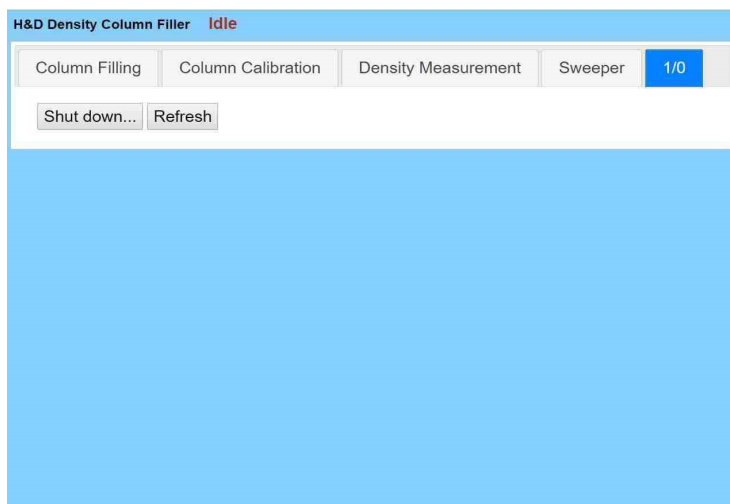 H&D Density Column Filler Idle
Column Filling Column Calibration Density Measurement Sweeper 1/0
Shut down... Refresh